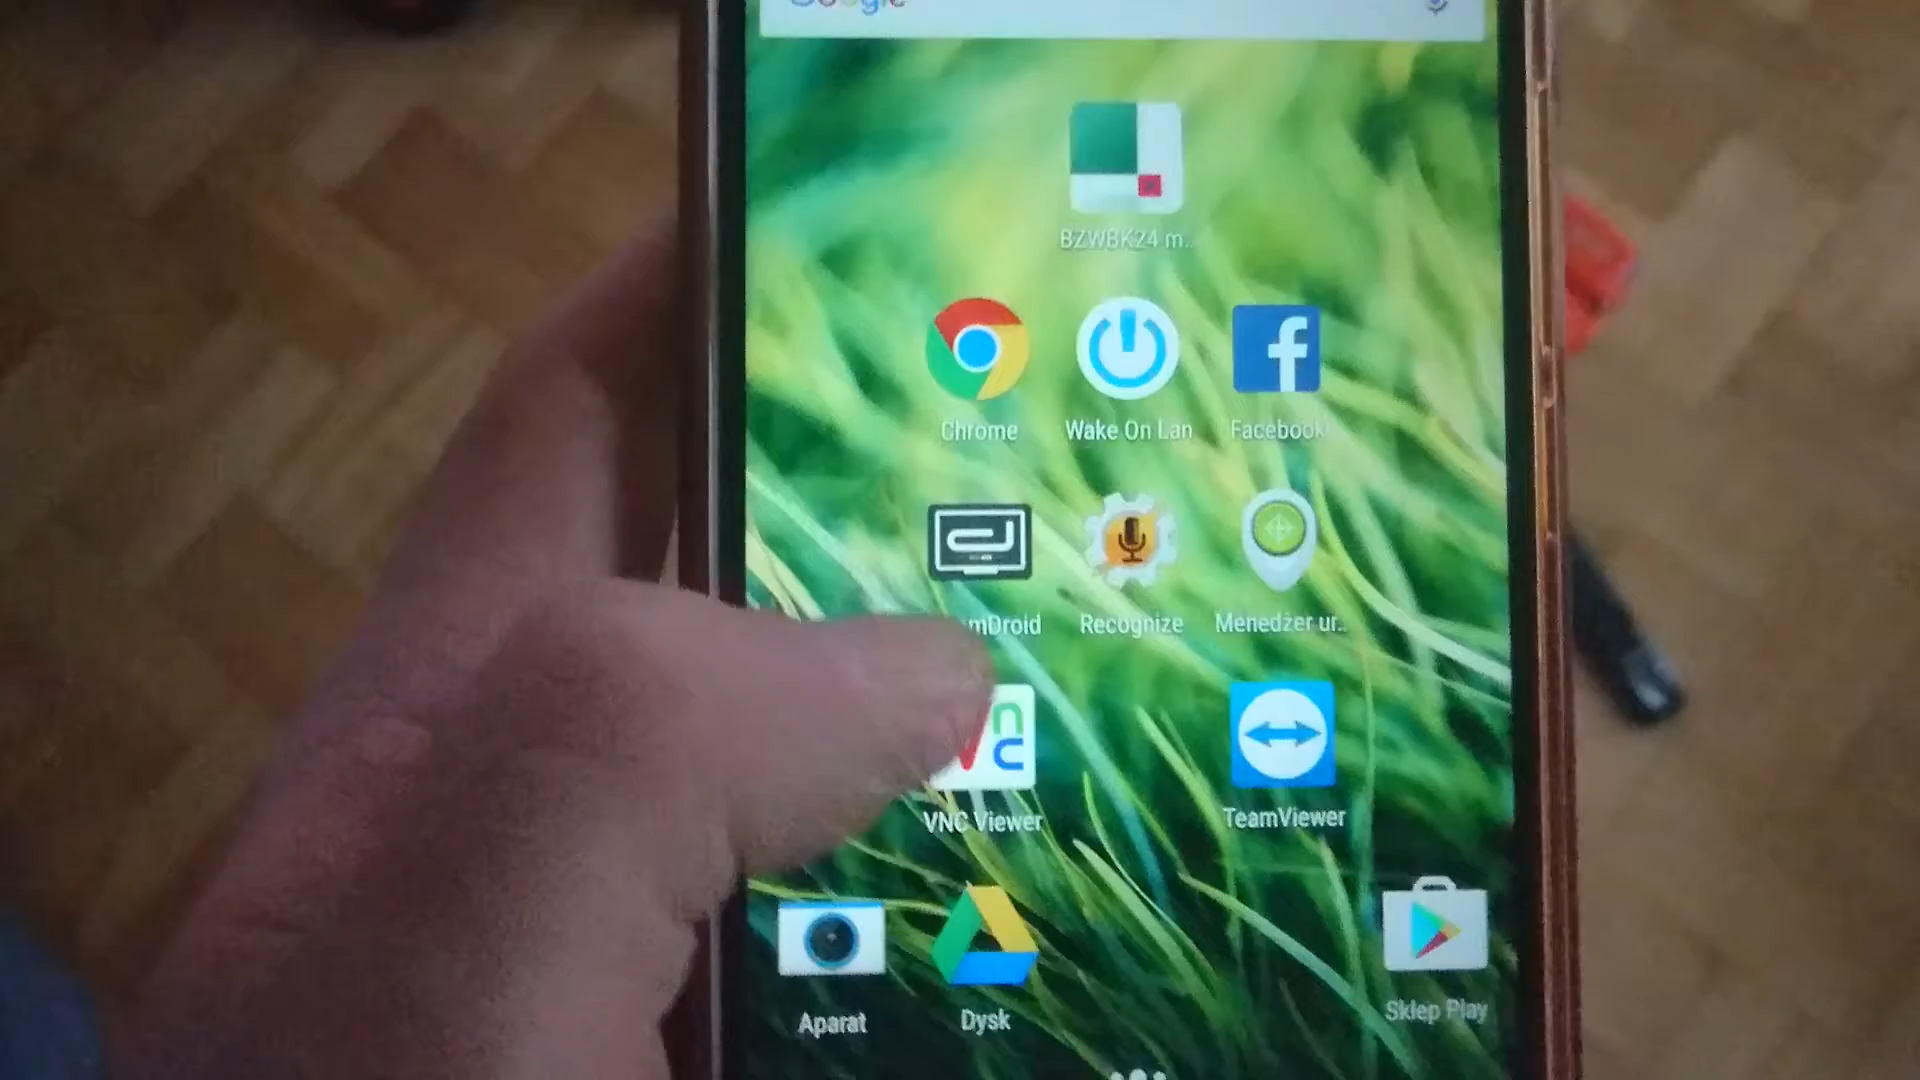 Google
BZWBK24 m..
Chrome
Wake On Lan
Facebook
mDroid
Recognize
Menedżer ur..
VNC Viewer
TeamViewer
Aparat
Dysk
Sklep Play